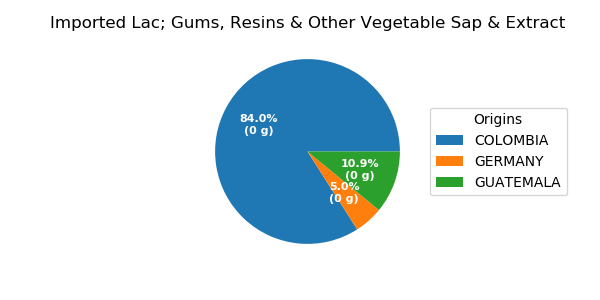 Imported Lac; Gums, Resins & Other Vegetable Sap & Extract
84.0%
(0 g)
10.9%
(0 g)
5.0%
(0 g)
Origins
COLOMBIA
GERMANY
GUATEMALA